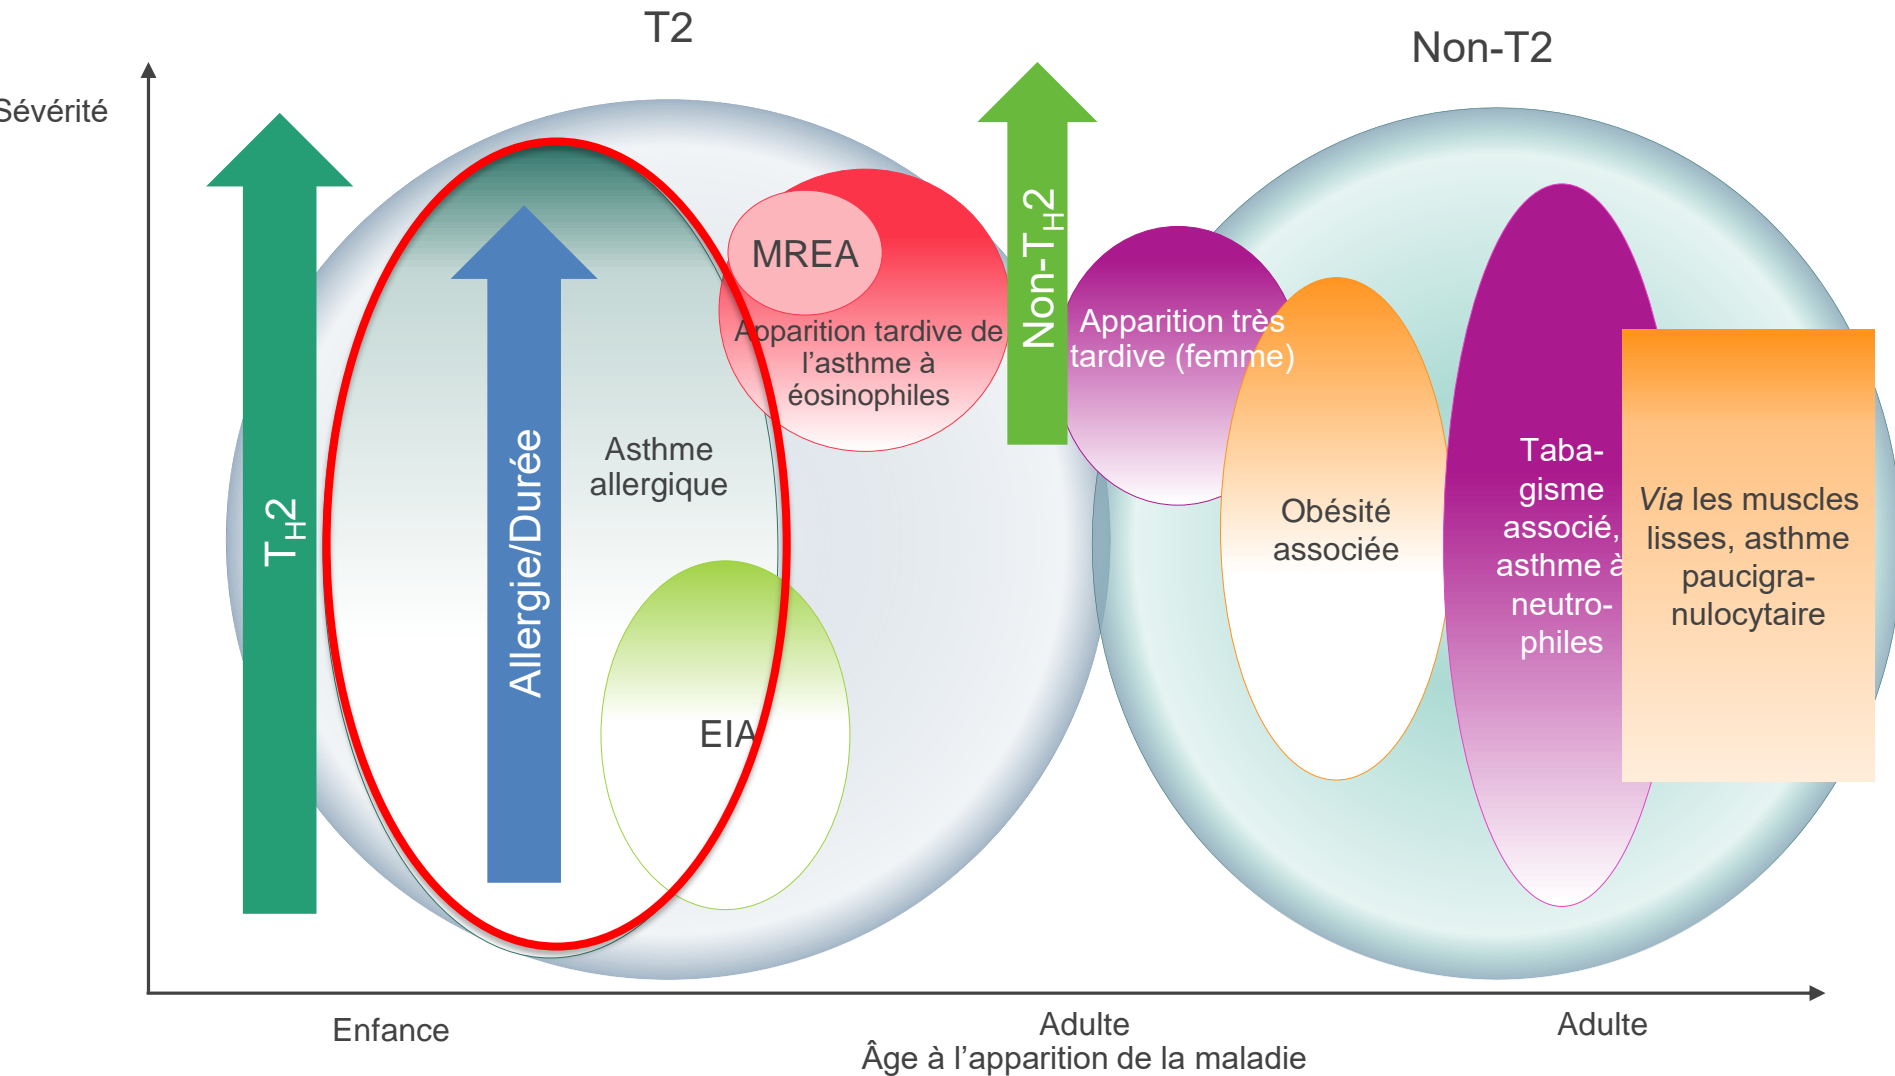 T2
Non-T2
Sévérité
TH2
Allergie/Durée
Asthme
allergique
EIA
MREA
Apparition tardive de
l’asthme à
éosinophiles
Non-TH2
Apparition très
tardive (femme)
Obésité
associée
Taba-
gisme
associé,
asthme à
neutro-
philes
Via les muscles
lisses, asthme
paucigra-
nulocytaire
Enfance
Adulte
Adulte
Âge à l’apparition de la maladie